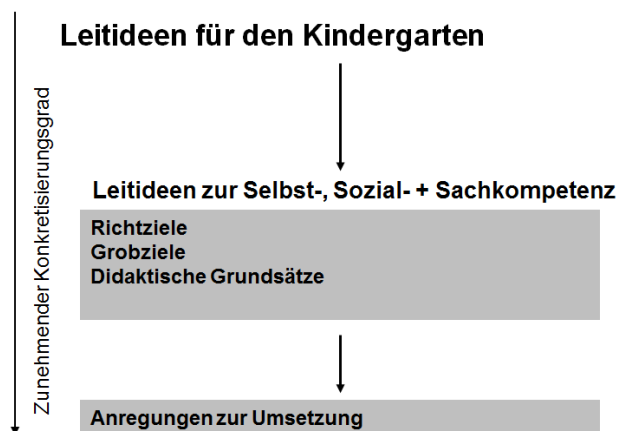 Leitideen für den Kindergarten
Zunehmender Konkretisierungsgrad
Leitideen zur Selbst-, Sozial- + Sachkompetenz
Richtziele
Grobziele
Didaktische Grundsätze
Anregungen zur Umsetzung